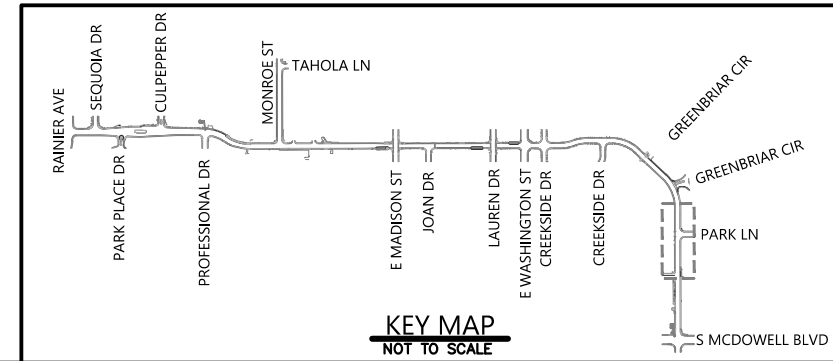 RAINIER AVE
SEQUOIA DR
CULPEPPER DR
MONROE ST
TAHOLA LN
GREENBRIAR CIR
GREENBRIAR CIR
PARK PLACE DR
PROFESSIONAL DR
E MADISON ST
JOAN DR
LAUREN DR
E WASHINGTON ST
CREEKSIDE DR
CREEKSIDE DR
PARK LN
S MCDOWELL BLVD
KEY MAP
NOT TO SCALE